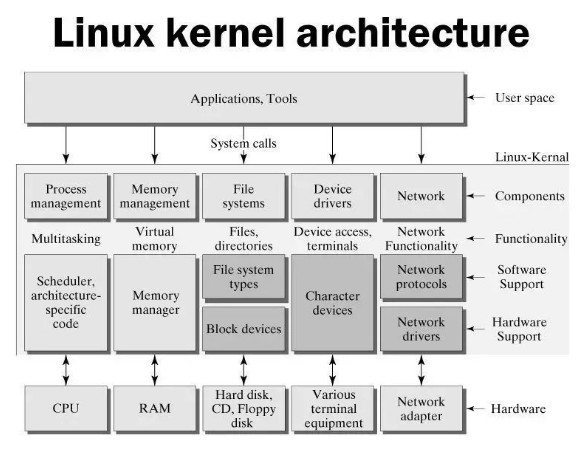 Linux kernel architecture
Applications, Tools
User space
System calls
Linux-Kernel
Process
management
Memory
management
File
systems
Device
drivers
Network
Components
Multitasking
Virtual
memory
Files,
directories
Device access,
terminals
Network
Functionality
Functionality
Scheduler,
architecture-
specific
code
Memory
manager
File system
types
Block devices
Character
devices
Network
protocols
Network
drivers
Software
Support
Hardware
Support
CPU
RAM
Hard disk,
CD, Floppy
disk
Various
terminal
equipment
Network
adapter
Hardware